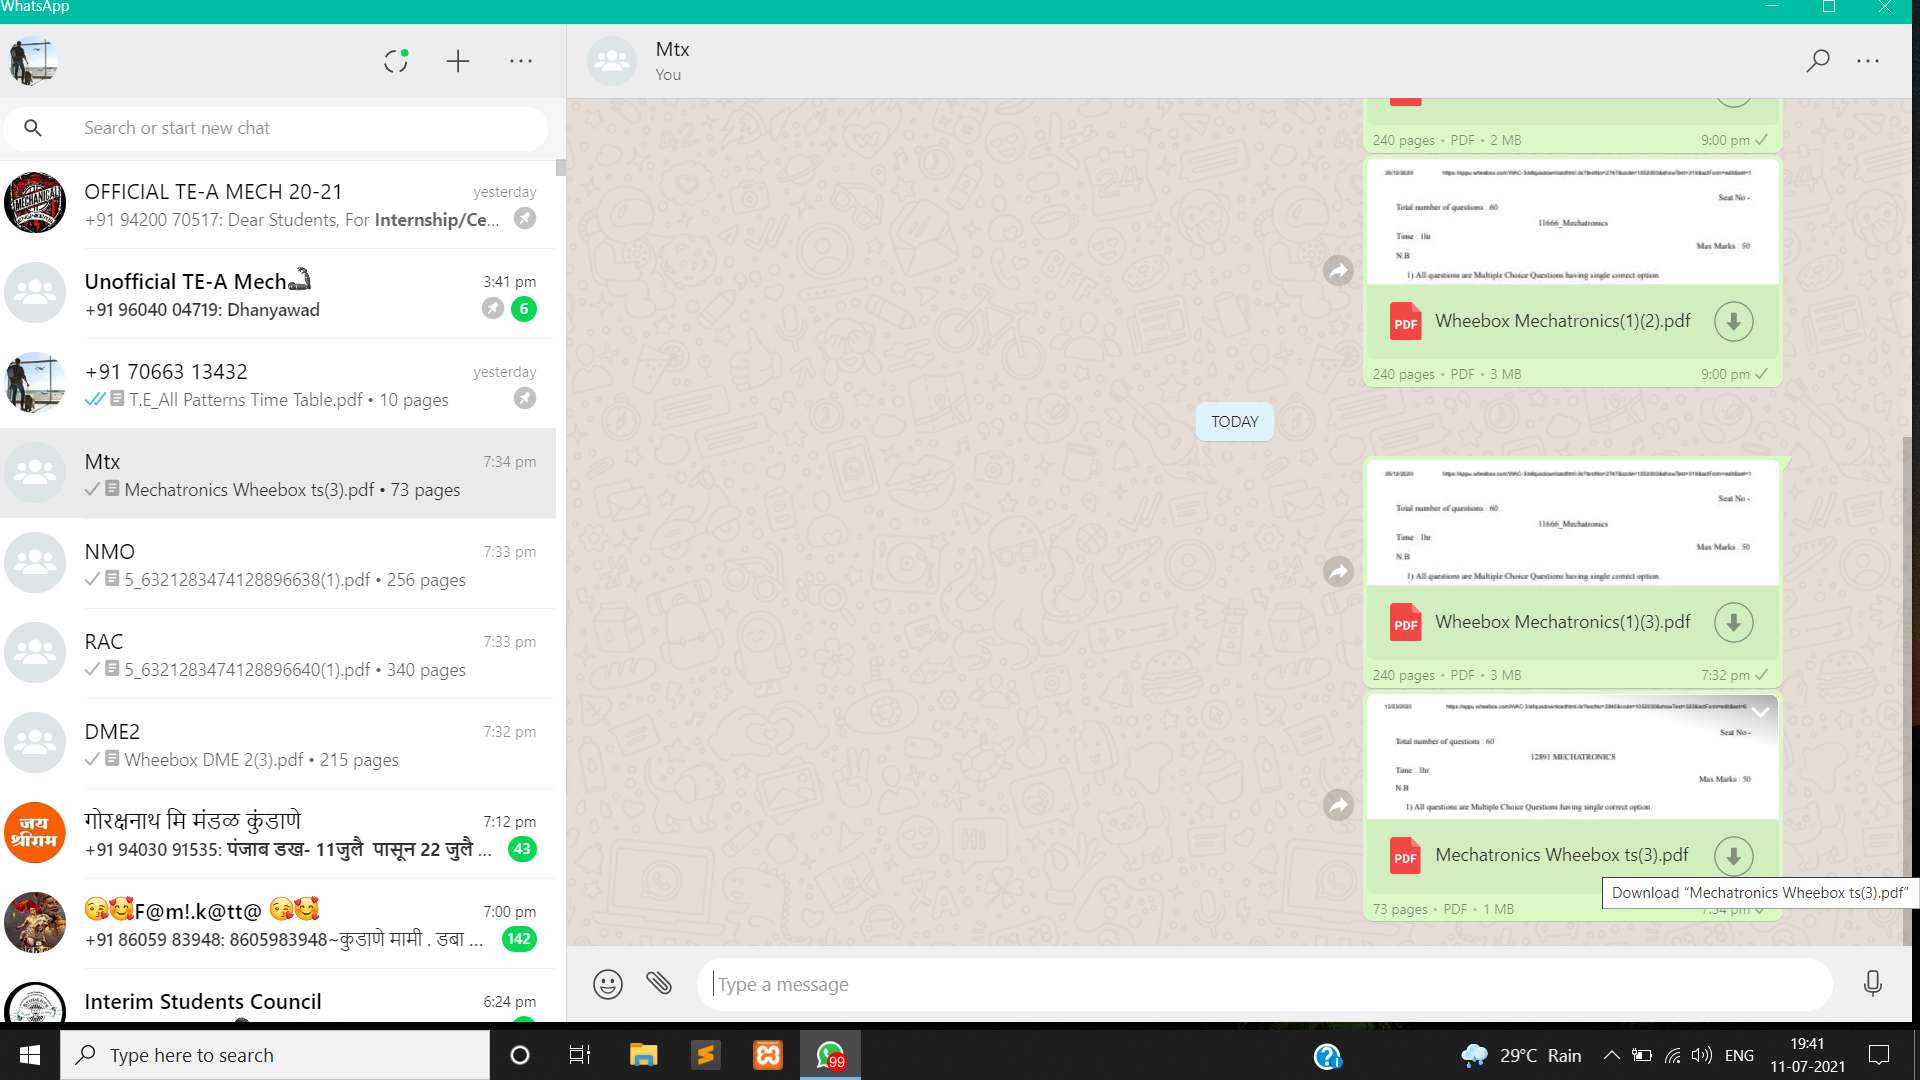 WhatsApp
Search or start new chat
OFFICIAL TE-A MECH 20-21
yesterday
+91 94200 70517: Dear Students, For Internship/Ce...
Unofficial TE-A Mech
3:41 pm
+91 96040 04719: Dhanyawad
6
+91 70663 13432
yesterday
T.E_All Patterns Time Table.pdf • 10 pages
Mtx
7:34 pm
Mechatronics Wheebox ts(3).pdf • 73 pages
NMO
7:33 pm
5_6321283474128896638(1).pdf • 256 pages
RAC
7:33 pm
5_6321283474128896640(1).pdf • 340 pages
DME2
7:32 pm
Wheebox DME 2(3).pdf • 215 pages
जय श्रीराम
गोरक्षनाथ मि मंडळ कुंडाणे
7:12 pm
+91 94030 91535: पंजाब डख- 11जुलै पासून 22 जुलै ...
43
😘🥰F@m!.k@tt@ 😘🥰
7:00 pm
+91 86059 83948: 8605983948~कुडाणे मामी . डबा ...
142
Interim Students Council
6:24 pm
Mtx
You
240 pages • PDF • 2 MB
9:00 pm
Seat No -
Total number of questions : 60
11666_Mechatronics
Time : 1hr
Max Marks : 50
N.B
1) All questions are Multiple Choice Questions having single correct option.
PDF
Wheebox Mechatronics(1)(2).pdf
240 pages • PDF • 3 MB
9:00 pm
TODAY
Seat No -
Total number of questions : 60
11666_Mechatronics
Time : 1hr
Max Marks : 50
N.B
1) All questions are Multiple Choice Questions having single correct option.
PDF
Wheebox Mechatronics(1)(3).pdf
240 pages • PDF • 3 MB
7:32 pm
Seat No -
Total number of questions : 60
12891 MECHATRONICS
Time : 1hr
Max Marks : 50
N.B
1) All questions are Multiple Choice Questions having single correct option.
PDF
Mechatronics Wheebox ts(3).pdf
Download “Mechatronics Wheebox ts(3).pdf”
73 pages • PDF • 1 MB
7:34 pm
Type a message
Type here to search
99
29°C Rain
ENG
19:41
11-07-2021